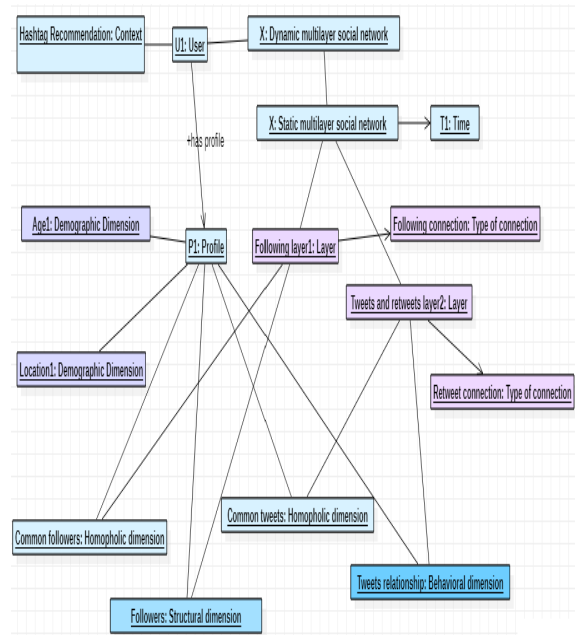 Hashtag Recommendation: Context
U1: User
X: Dynamic multilayer social network
X: Static multilayer social network
T1: Time
+has profile
Age1: Demographic Dimension
P1: Profile
Following layer1: Layer
Following connection: Type of connection
Tweets and retweets layer2: Layer
Location1: Demographic Dimension
Retweet connection: Type of connection
Common tweets: Homopholic dimension
Common followers: Homopholic dimension
Tweets relationship: Behavioral dimension
Followers: Structural dimension